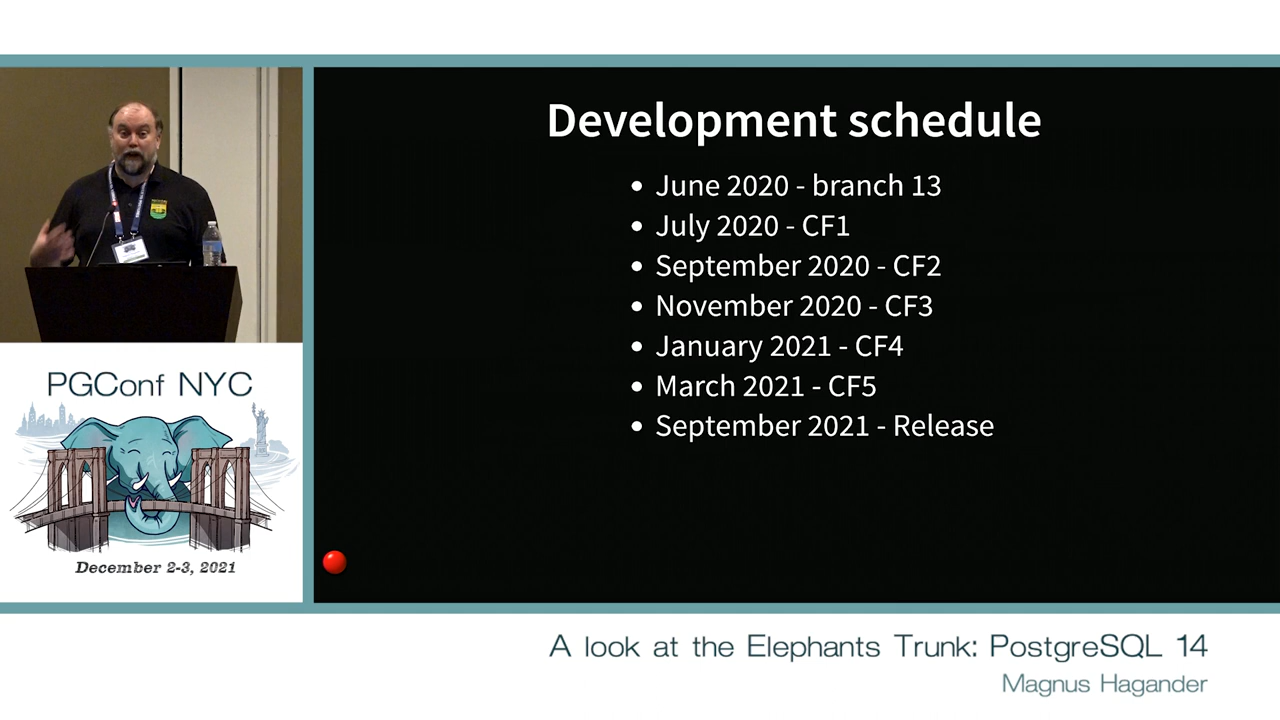 Development schedule
• June 2020 - branch 13
• July 2020 - CF1
• September 2020 - CF2
• November 2020 - CF3
• January 2021 - CF4
• March 2021 - CF5
• September 2021 - Release
PGConf NYC
December 2-3, 2021
A look at the Elephants Trunk: PostgreSQL 14
Magnus Hagander